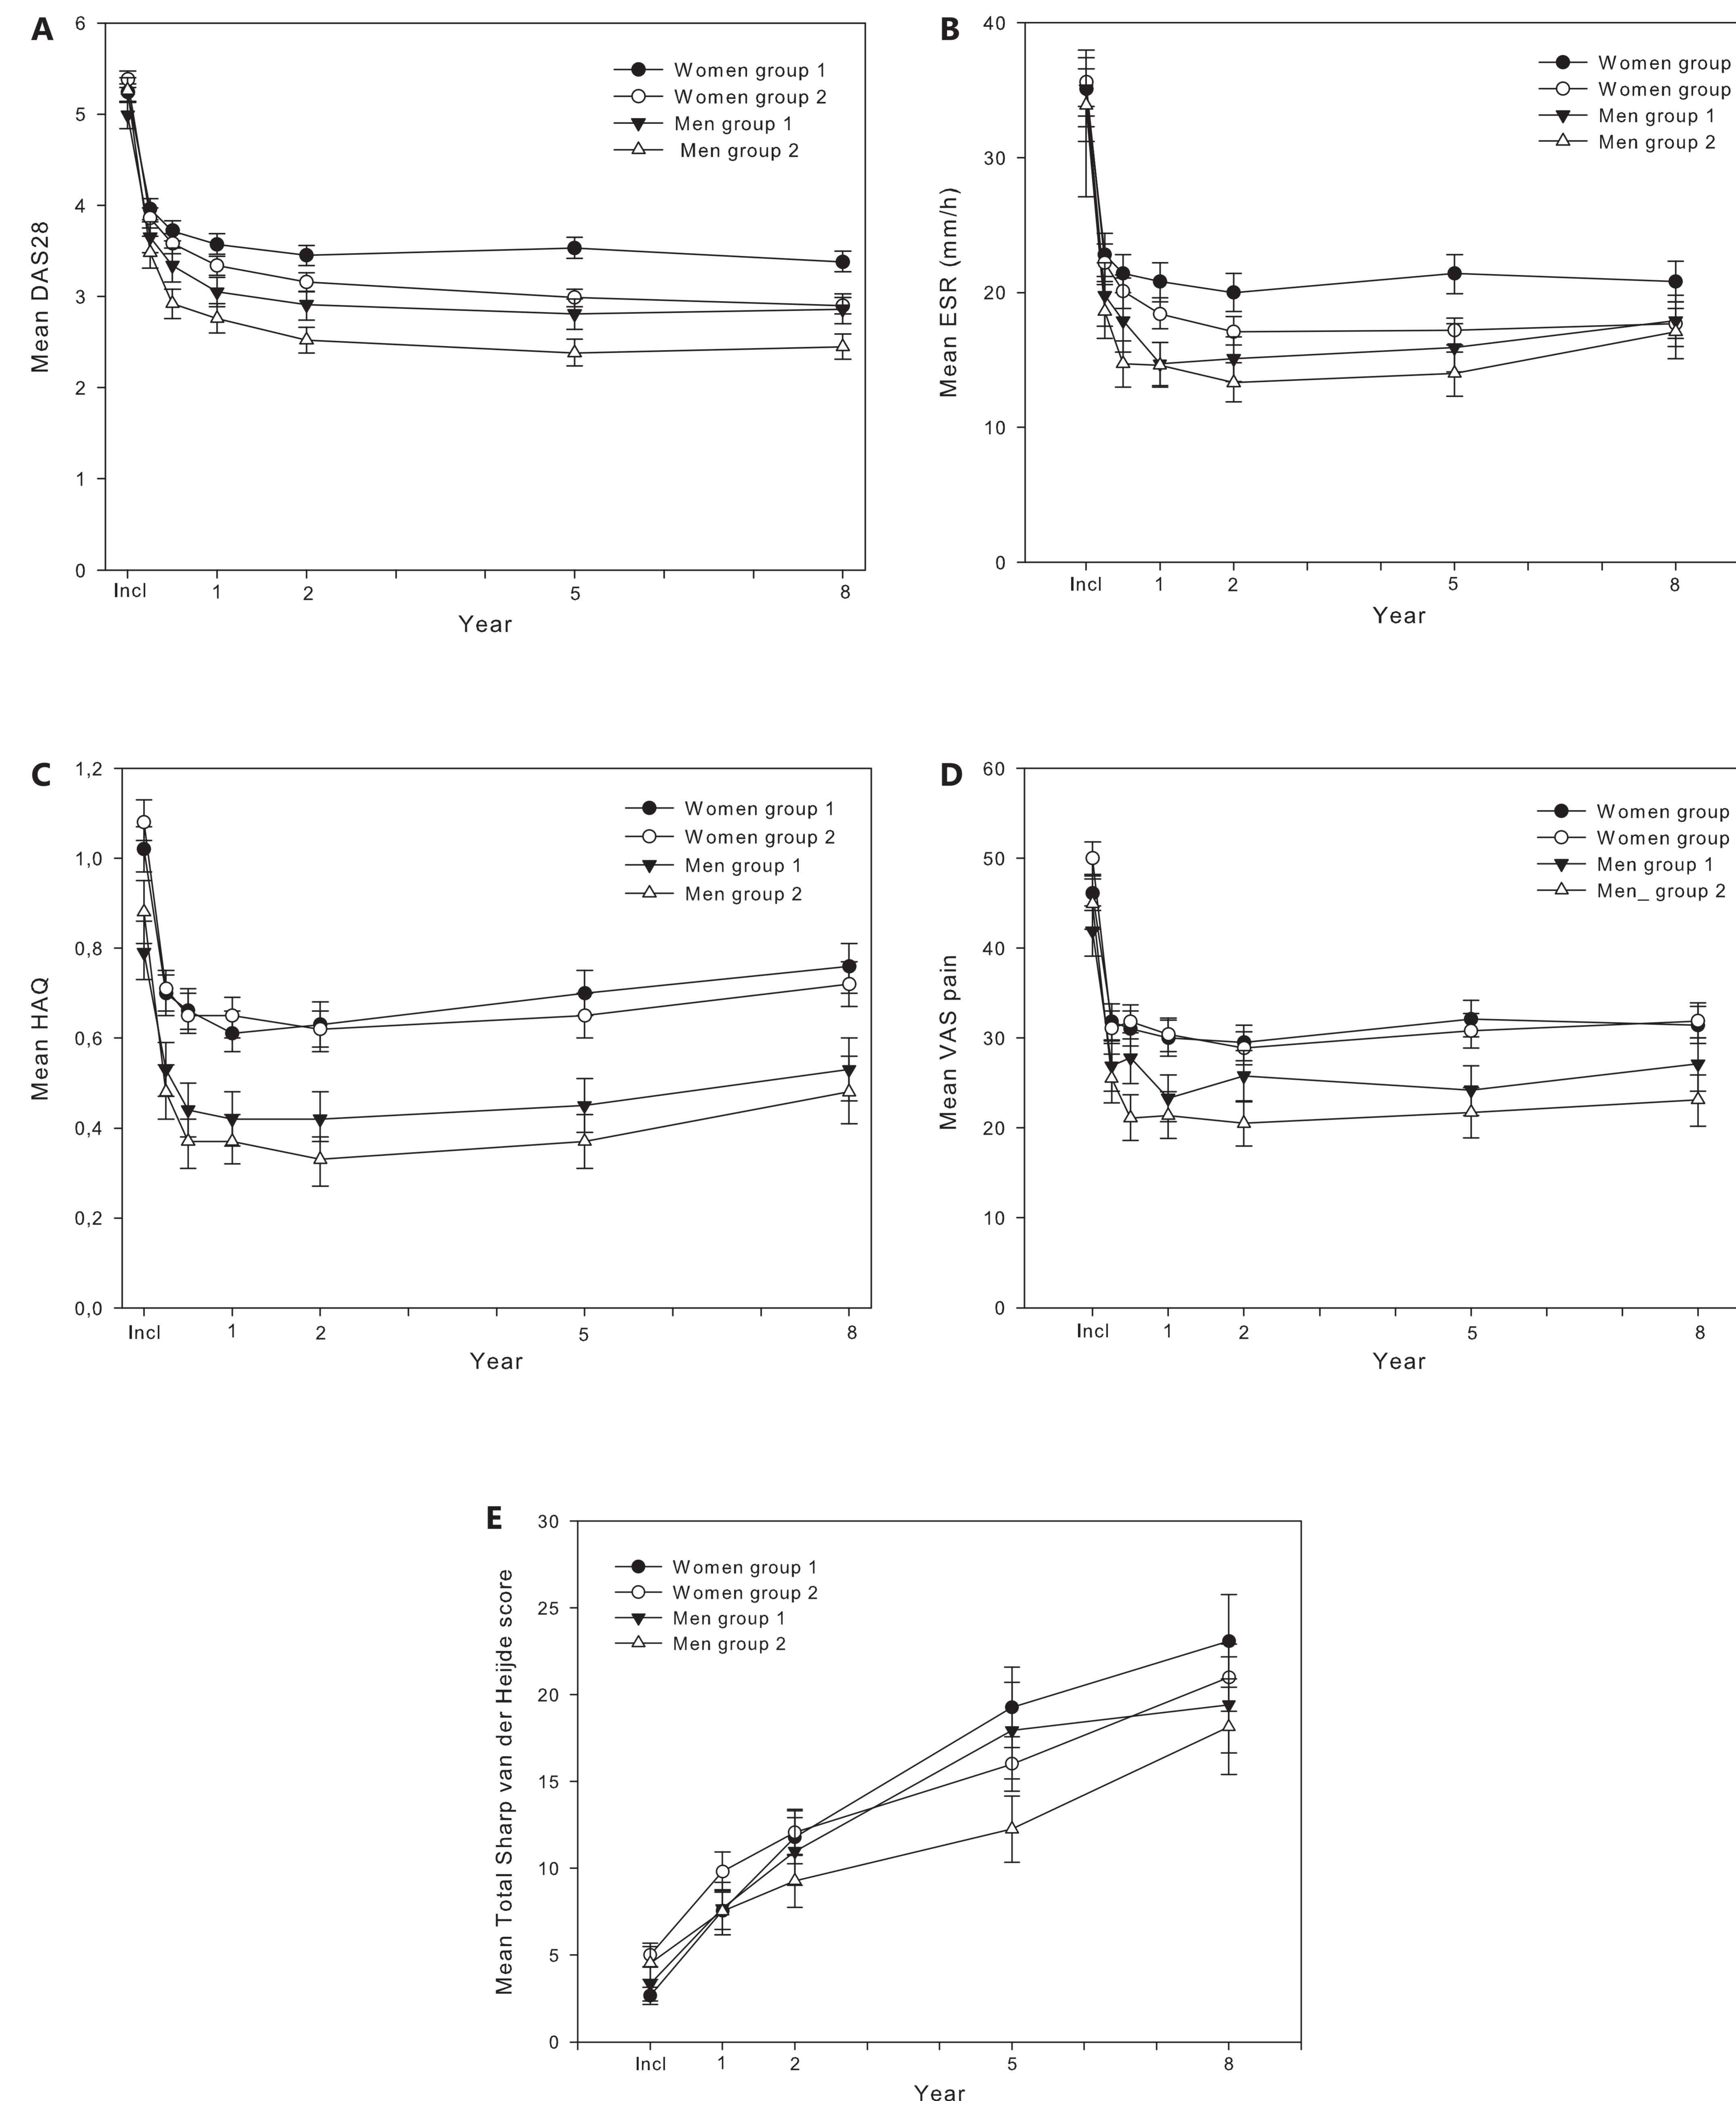 A
6
5
4
3
2
1
0
Mean DAS28
Women group 1
Women group 2
Men group 1
Men group 2
Incl 1 2 5 8
Year
B
40
30
20
10
0
Mean ESR (mm/h)
Women group
Women group
Men group 1
Men group 2
Incl 1 2 5 8
Year
C
1,2
1,0
0,8
0,6
0,4
0,2
0,0
Mean HAQ
Women group 1
Women group 2
Men group 1
Men group 2
Incl 1 2 5 8
Year
D
60
50
40
30
20
10
0
Mean VAS pain
Women group
Women group
Men group 1
Men_ group 2
Incl 1 2 5 8
Year
E
30
25
20
15
10
5
0
Mean Total Sharp van der Heijde score
Women group 1
Women group 2
Men group 1
Men group 2
Incl 1 2 5 8
Year